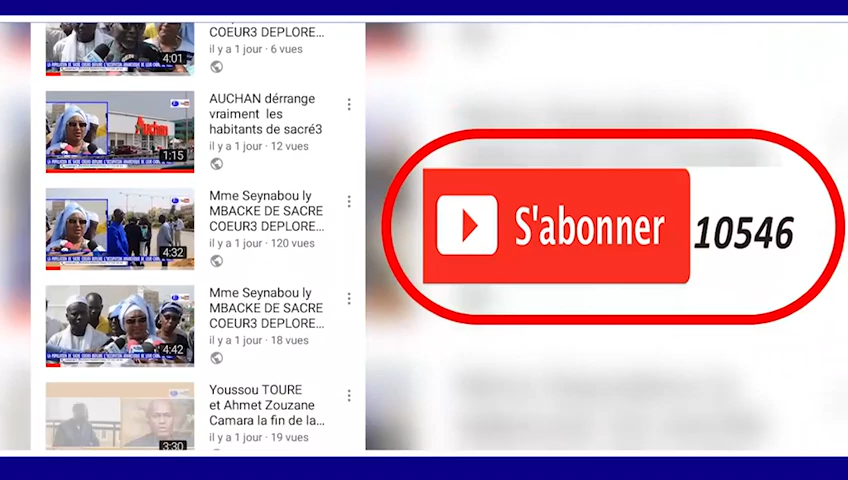 COEUR3 DEPLORE...
il y a 1 jour · 6 vues
4:01
AUCHAN dérrange
vraiment les
habitants de sacré3
il y a 1 jour · 12 vues
Auchan
1:15
Mme Seynabou ly
MBACKE DE SACRE
COEUR3 DEPLORE...
il y a 1 jour · 120 vues
4:32
Mme Seynabou ly
MBACKE DE SACRE
COEUR3 DEPLORE...
il y a 1 jour · 18 vues
4:42
Youssou TOURE
et Ahmet Zouzane
Camara la fin de la...
il y a 1 jour · 19 vues
3:30
S'abonner
10546